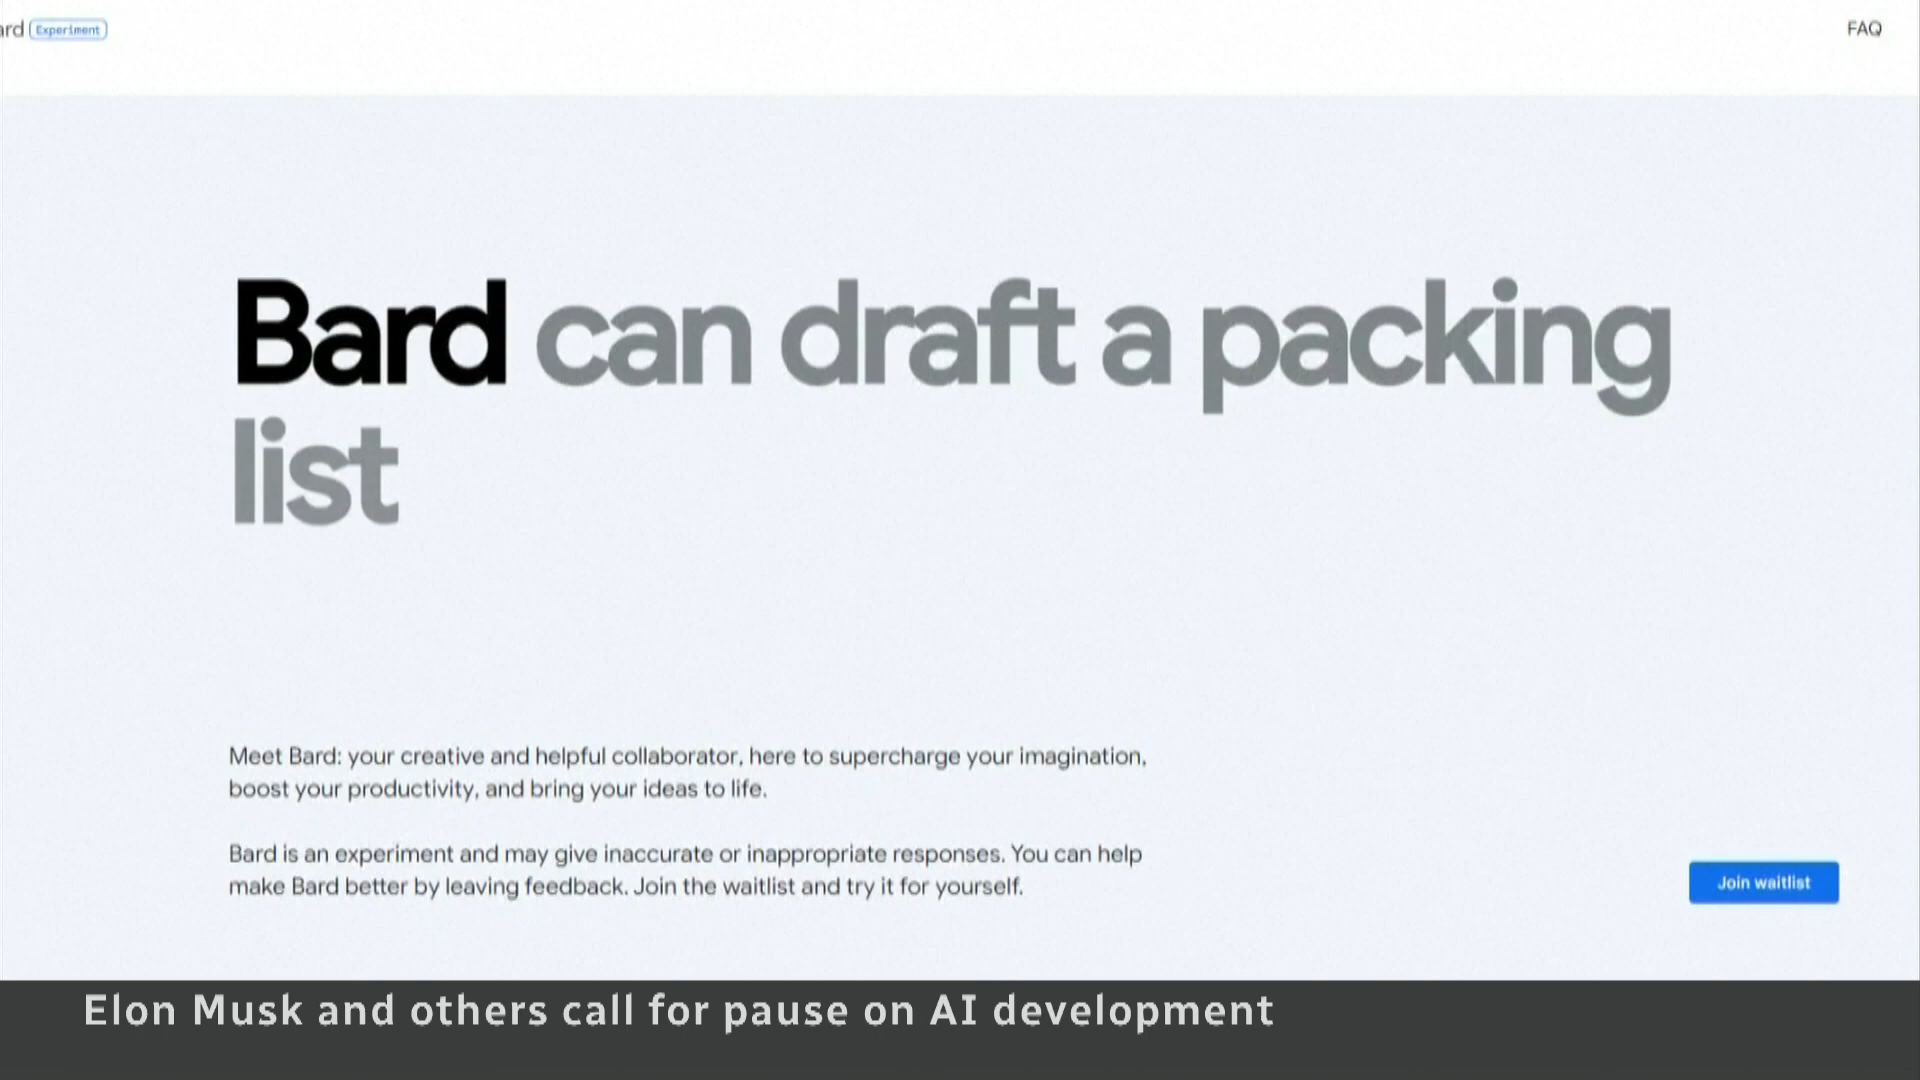 Experiment
FAQ
Bard can draft a packing
list
Meet Bard: your creative and helpful collaborator, here to supercharge your imagination,
boost your productivity, and bring your ideas to life.
Bard is an experiment and may give inaccurate or inappropriate responses. You can help
make Bard better by leaving feedback. Join the waitlist and try it for yourself.
Join waitlist
Elon Musk and others call for pause on AI development